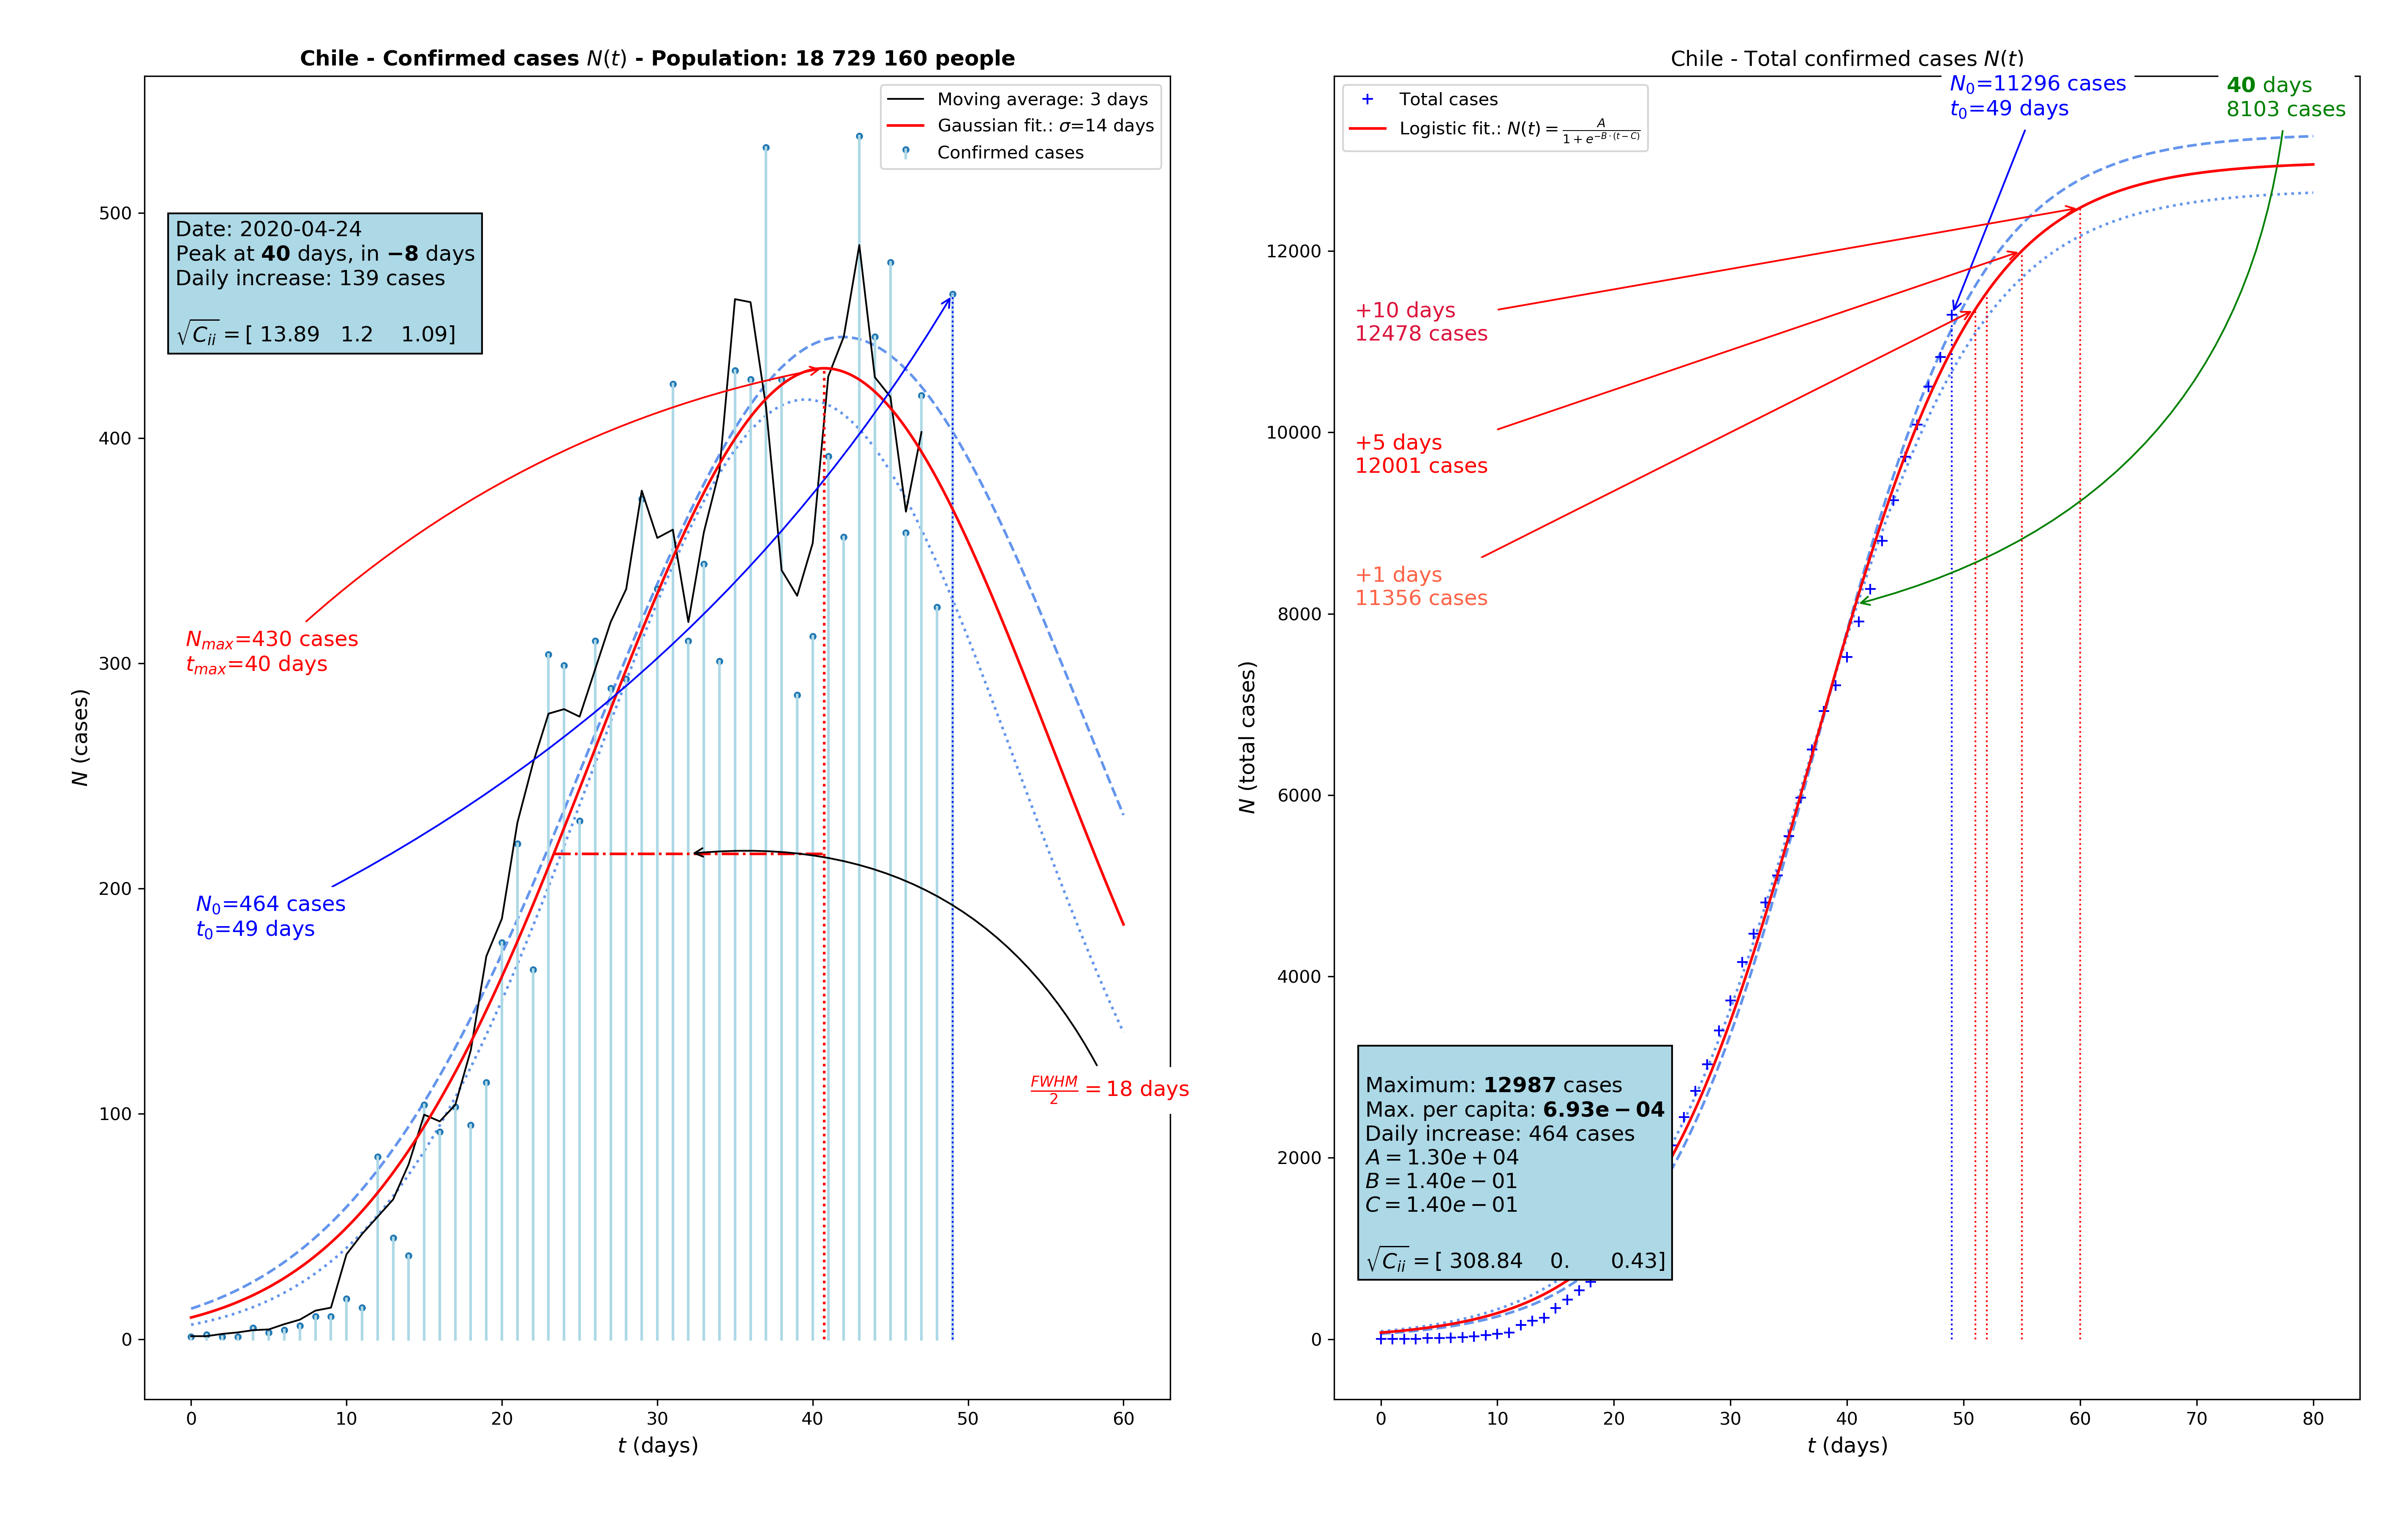 Chile - Confirmed cases N(t) - Population: 18 729 160 people
Moving average: 3 days
Gaussian fit.: σ=14 days
Confirmed cases
Date: 2020-04-24
Peak at 40 days, in −8 days
Daily increase: 139 cases
√C_ii = [ 13.89 1.2 1.09]
N_max=430 cases
t_max=40 days
N_0=464 cases
t_0=49 days
FWHM/2 = 18 days
N (cases)
500
400
300
200
100
0
0 10 20 30 40 50 60
t (days)
Chile - Total confirmed cases N(t)
Total cases
Logistic fit.: N(t) = A/(1 + e^{−B·(t−C)})
N_0=11296 cases
t_0=49 days
40 days
8103 cases
+10 days
12478 cases
+5 days
12001 cases
+1 days
11356 cases
Maximum: 12987 cases
Max. per capita: 6.93e − 04
Daily increase: 464 cases
A = 1.30e + 04
B = 1.40e − 01
C = 1.40e − 01
√C_ii = [ 308.84 0. 0.43]
N (total cases)
12000
10000
8000
6000
4000
2000
0
0 10 20 30 40 50 60 70 80
t (days)